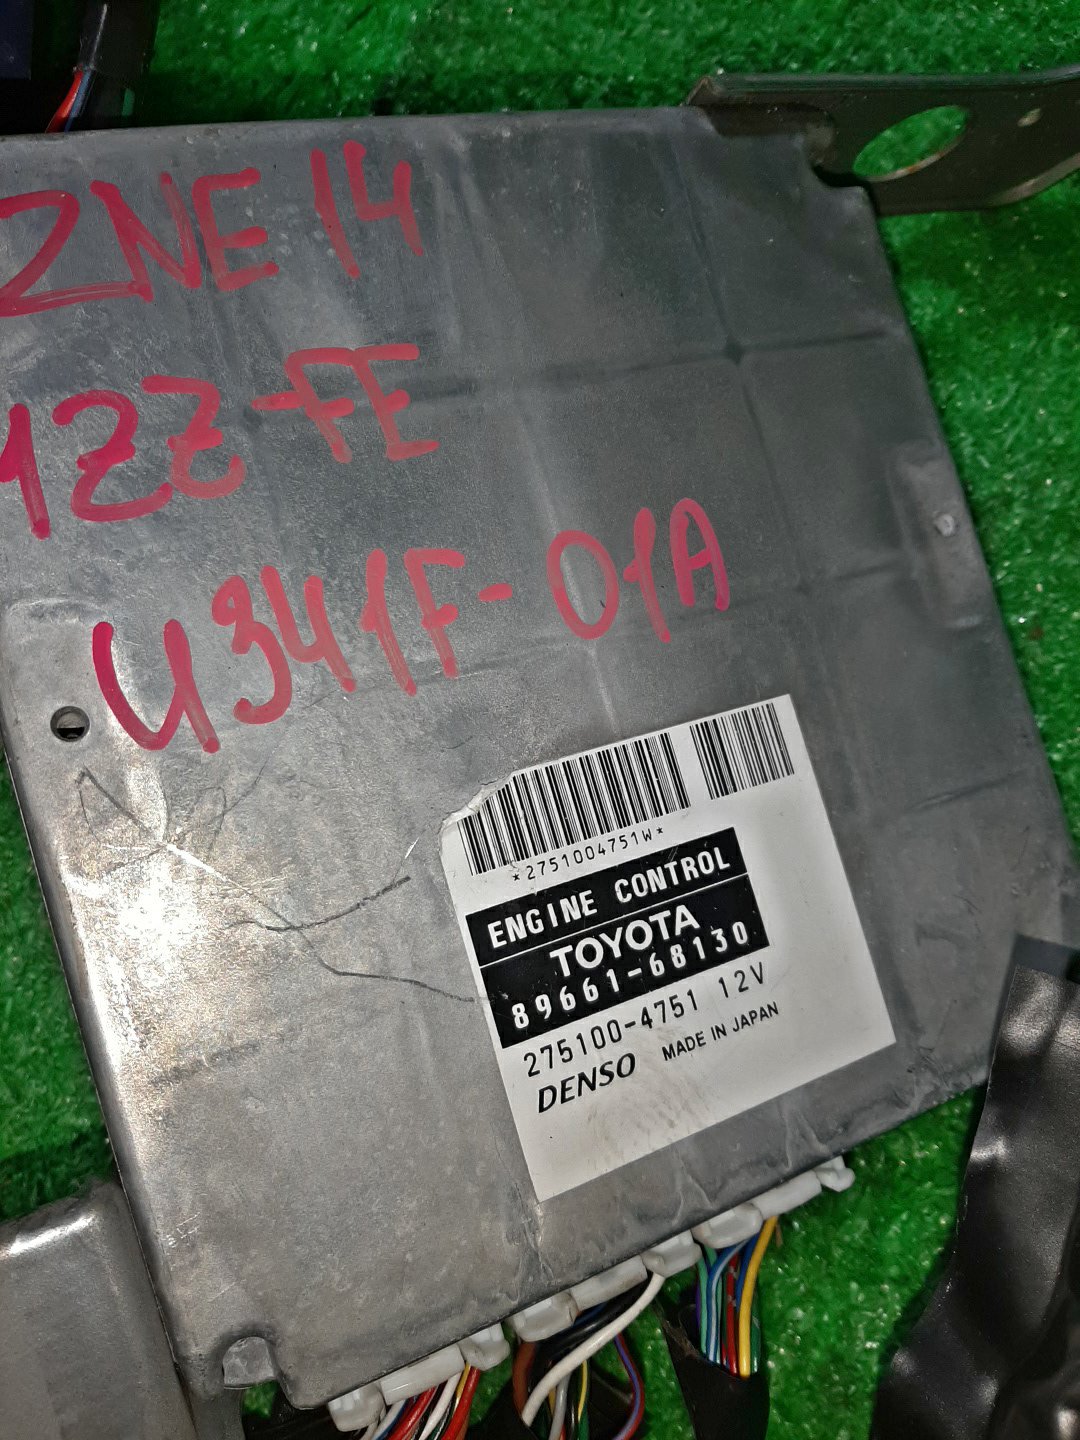 ZNE14
1ZZ-FE
U341F-01A
*2751004751W*
ENGINE CONTROL
TOYOTA
89661-68130
275100-4751 12V
DENSO MADE IN JAPAN